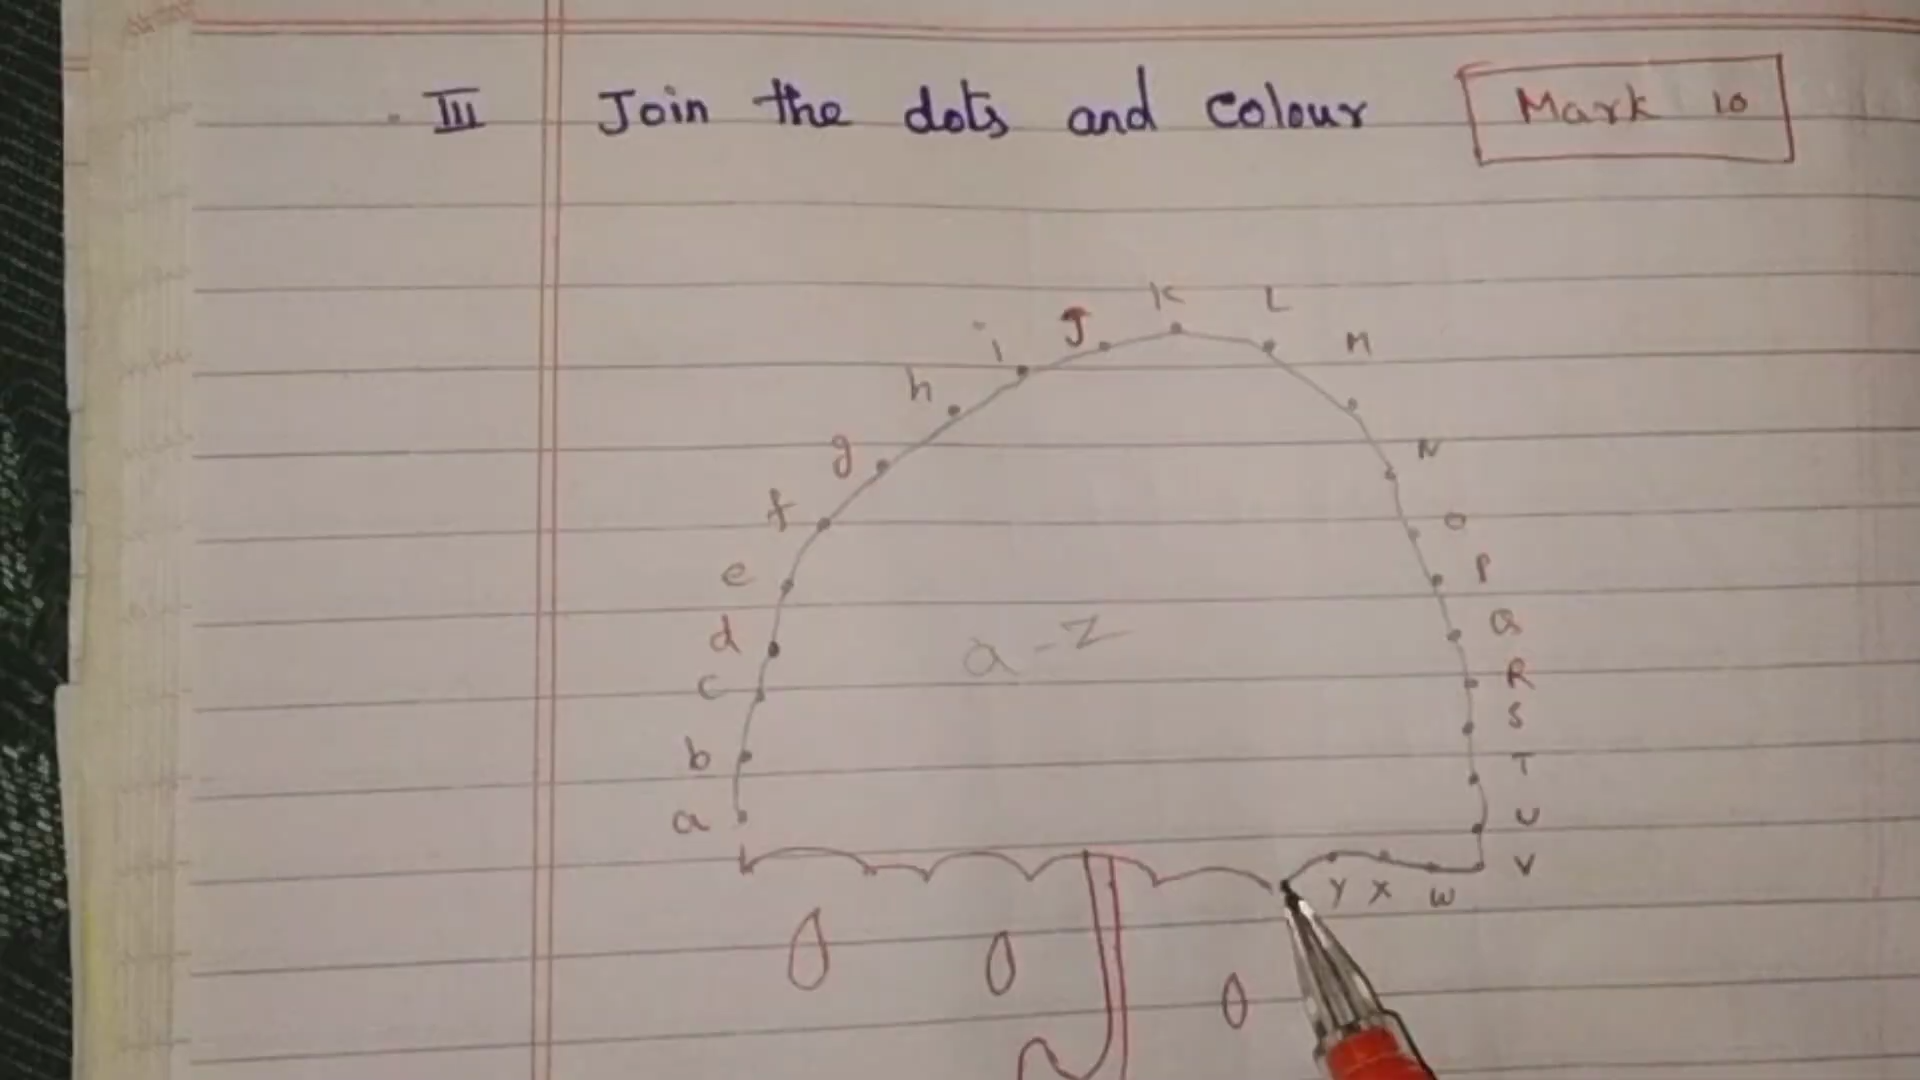 III Join the dots and colour Mark 10
K L
i J M
h
g N
f O
e P
d a-z Q
c R
S
b T
a U
V
Y X W